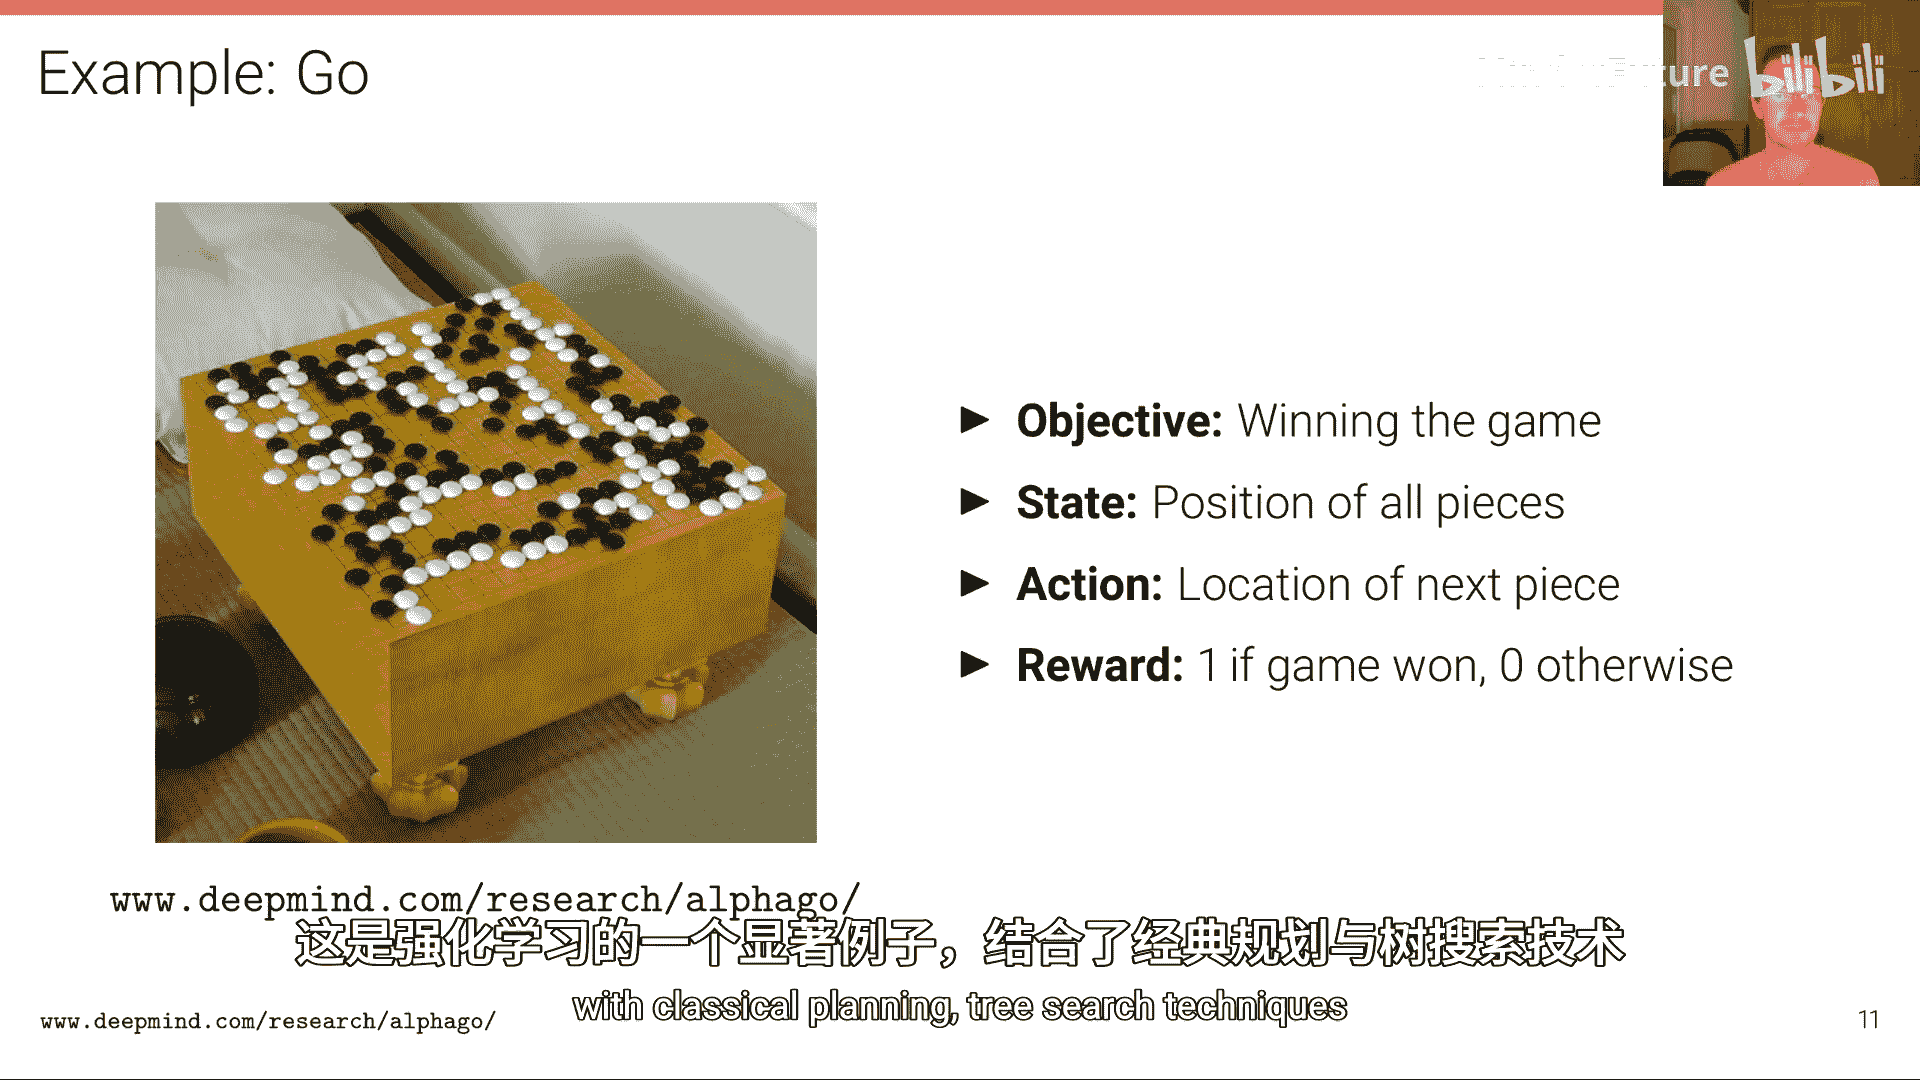 Example: Go
ture
bilibili
Objective: Winning the game
State: Position of all pieces
Action: Location of next piece
Reward: 1 if game won, 0 otherwise
www.deepmind.com/research/alphago/
这是强化学习的一个显著例子，结合了经典规划与树搜索技术
with classical planning, tree search techniques
www.deepmind.com/research/alphago/
11